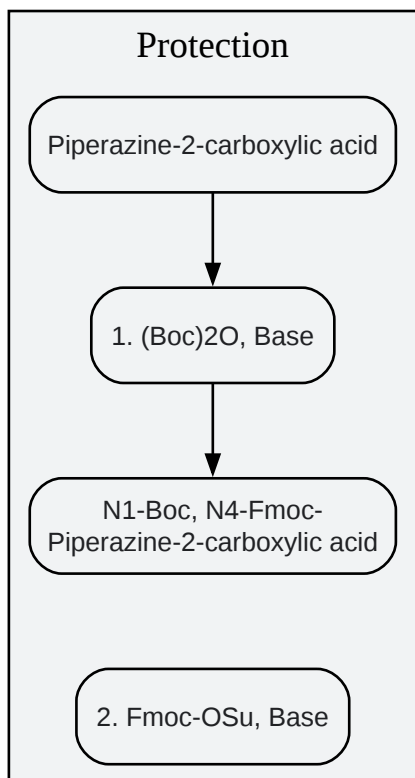 Protection
Piperazine-2-carboxylic acid
1. (Boc)2O, Base
N1-Boc, N4-Fmoc-
Piperazine-2-carboxylic acid
2. Fmoc-OSu, Base